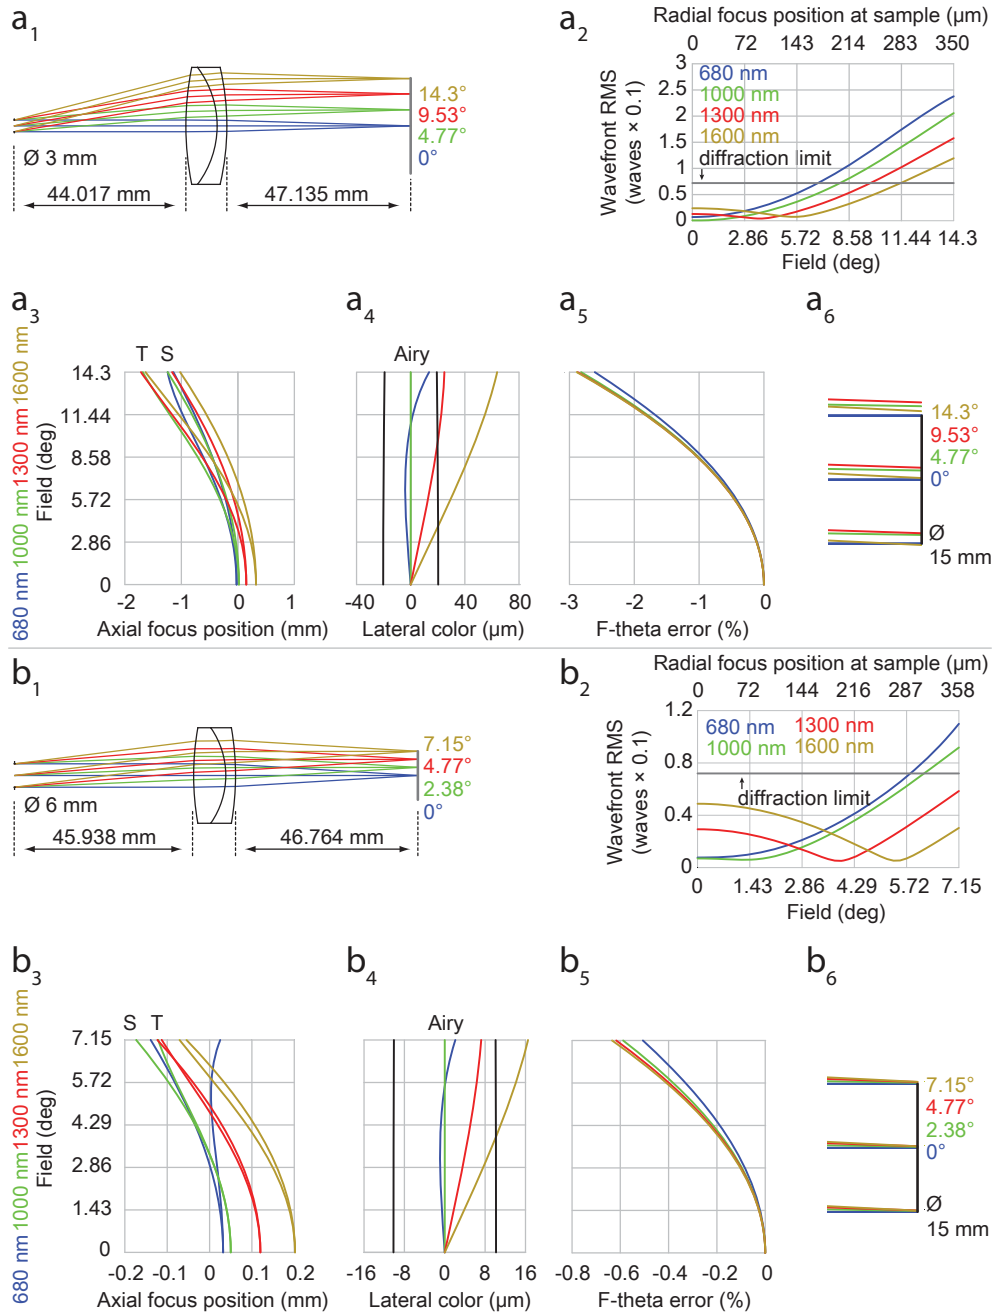 a1
14.3°
9.53°
4.77°
0°
Ø 3 mm
44.017 mm
47.135 mm
a2
Radial focus position at sample (µm)
0 72 143 214 283 350
Wavefront RMS
(waves × 0.1)
3
2.5
2
1.5
1
0.5
0
680 nm
1000 nm
1300 nm
1600 nm
diffraction limit
0 2.86 5.72 8.58 11.44 14.3
Field (deg)
a3
680 nm 1000 nm 1300 nm 1600 nm
Field (deg)
T S
14.3
11.44
8.58
5.72
2.86
0
-2 -1 0 1
Axial focus position (mm)
a4
Airy
-40 0 40 80
Lateral color (µm)
a5
-3 -2 -1 0
F-theta error (%)
a6
14.3°
9.53°
4.77°
0°
Ø
15 mm
b1
7.15°
4.77°
2.38°
0°
Ø 6 mm
45.938 mm
46.764 mm
b2
Radial focus position at sample (µm)
0 72 144 216 287 358
Wavefront RMS
(waves × 0.1)
1.2
0.8
0.4
0
680 nm 1300 nm
1000 nm 1600 nm
diffraction limit
0 1.43 2.86 4.29 5.72 7.15
Field (deg)
b3
680 nm 1000 nm 1300 nm 1600 nm
Field (deg)
S T
7.15
5.72
4.29
2.86
1.43
0
-0.2 -0.1 0 0.1 0.2
Axial focus position (mm)
b4
Airy
-16 -8 0 8 16
Lateral color (µm)
b5
-0.8 -0.6 -0.4 -0.2 -0
F-theta error (%)
b6
7.15°
4.77°
2.38°
0°
Ø
15 mm